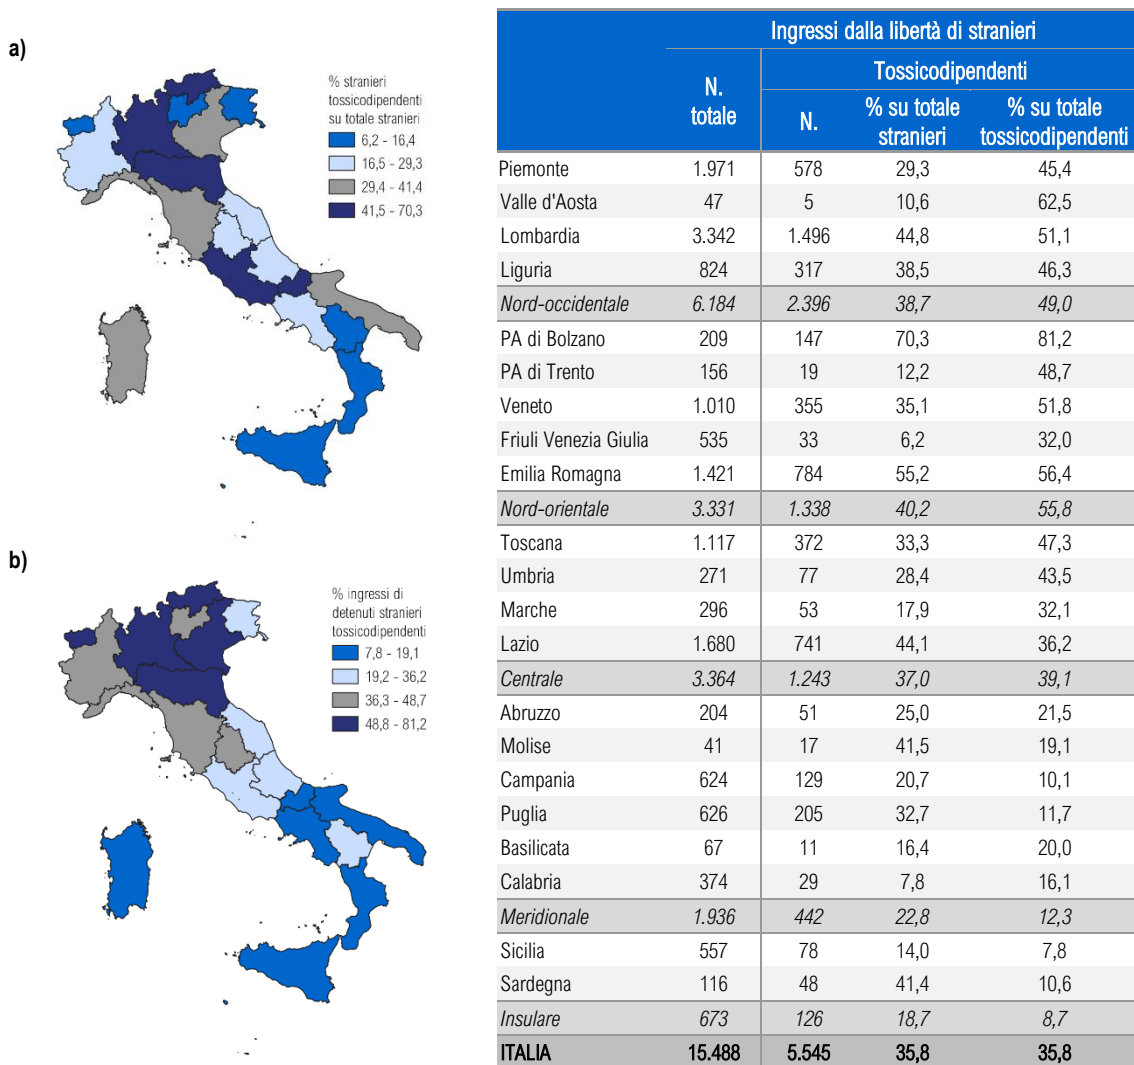 a)
% stranieri
tossicodipendenti
su totale stranieri
6,2 - 16,4
16,5 - 29,3
29,4 - 41,4
41,5 - 70,3
b)
% ingressi di
detenuti stranieri
tossicodipendenti
7,8 - 19,1
19,2 - 36,2
36,3 - 48,7
48,8 - 81,2
Ingressi dalla libertà di stranieri
N. totale
Tossicodipendenti
N.
% su totale stranieri
% su totale tossicodipendenti
Piemonte 1.971 578 29,3 45,4
Valle d'Aosta 47 5 10,6 62,5
Lombardia 3.342 1.496 44,8 51,1
Liguria 824 317 38,5 46,3
Nord-occidentale 6.184 2.396 38,7 49,0
PA di Bolzano 209 147 70,3 81,2
PA di Trento 156 19 12,2 48,7
Veneto 1.010 355 35,1 51,8
Friuli Venezia Giulia 535 33 6,2 32,0
Emilia Romagna 1.421 784 55,2 56,4
Nord-orientale 3.331 1.338 40,2 55,8
Toscana 1.117 372 33,3 47,3
Umbria 271 77 28,4 43,5
Marche 296 53 17,9 32,1
Lazio 1.680 741 44,1 36,2
Centrale 3.364 1.243 37,0 39,1
Abruzzo 204 51 25,0 21,5
Molise 41 17 41,5 19,1
Campania 624 129 20,7 10,1
Puglia 626 205 32,7 11,7
Basilicata 67 11 16,4 20,0
Calabria 374 29 7,8 16,1
Meridionale 1.936 442 22,8 12,3
Sicilia 557 78 14,0 7,8
Sardegna 116 48 41,4 10,6
Insulare 673 126 18,7 8,7
ITALIA 15.488 5.545 35,8 35,8